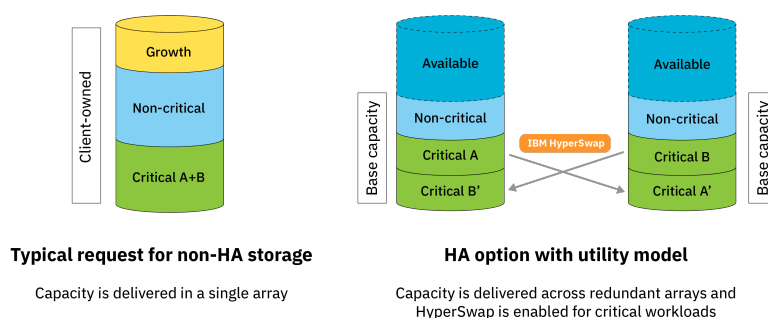 Client-owned
Growth
Non-critical
Critical A+B
Typical request for non-HA storage
Capacity is delivered in a single array
Base capacity
Available
Non-critical
Critical A
Critical B’
IBM HyperSwap
Available
Non-critical
Critical B
Critical A’
Base capacity
HA option with utility model
Capacity is delivered across redundant arrays and
HyperSwap is enabled for critical workloads